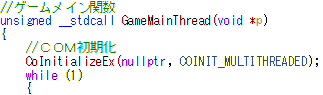 //ゲームメイン関数
unsigned __stdcall GameMainThread(void *p)
{
//ＣＯＭ初期化
CoInitializeEx(nullptr, COINIT_MULTITHREADED);
while (1)
{